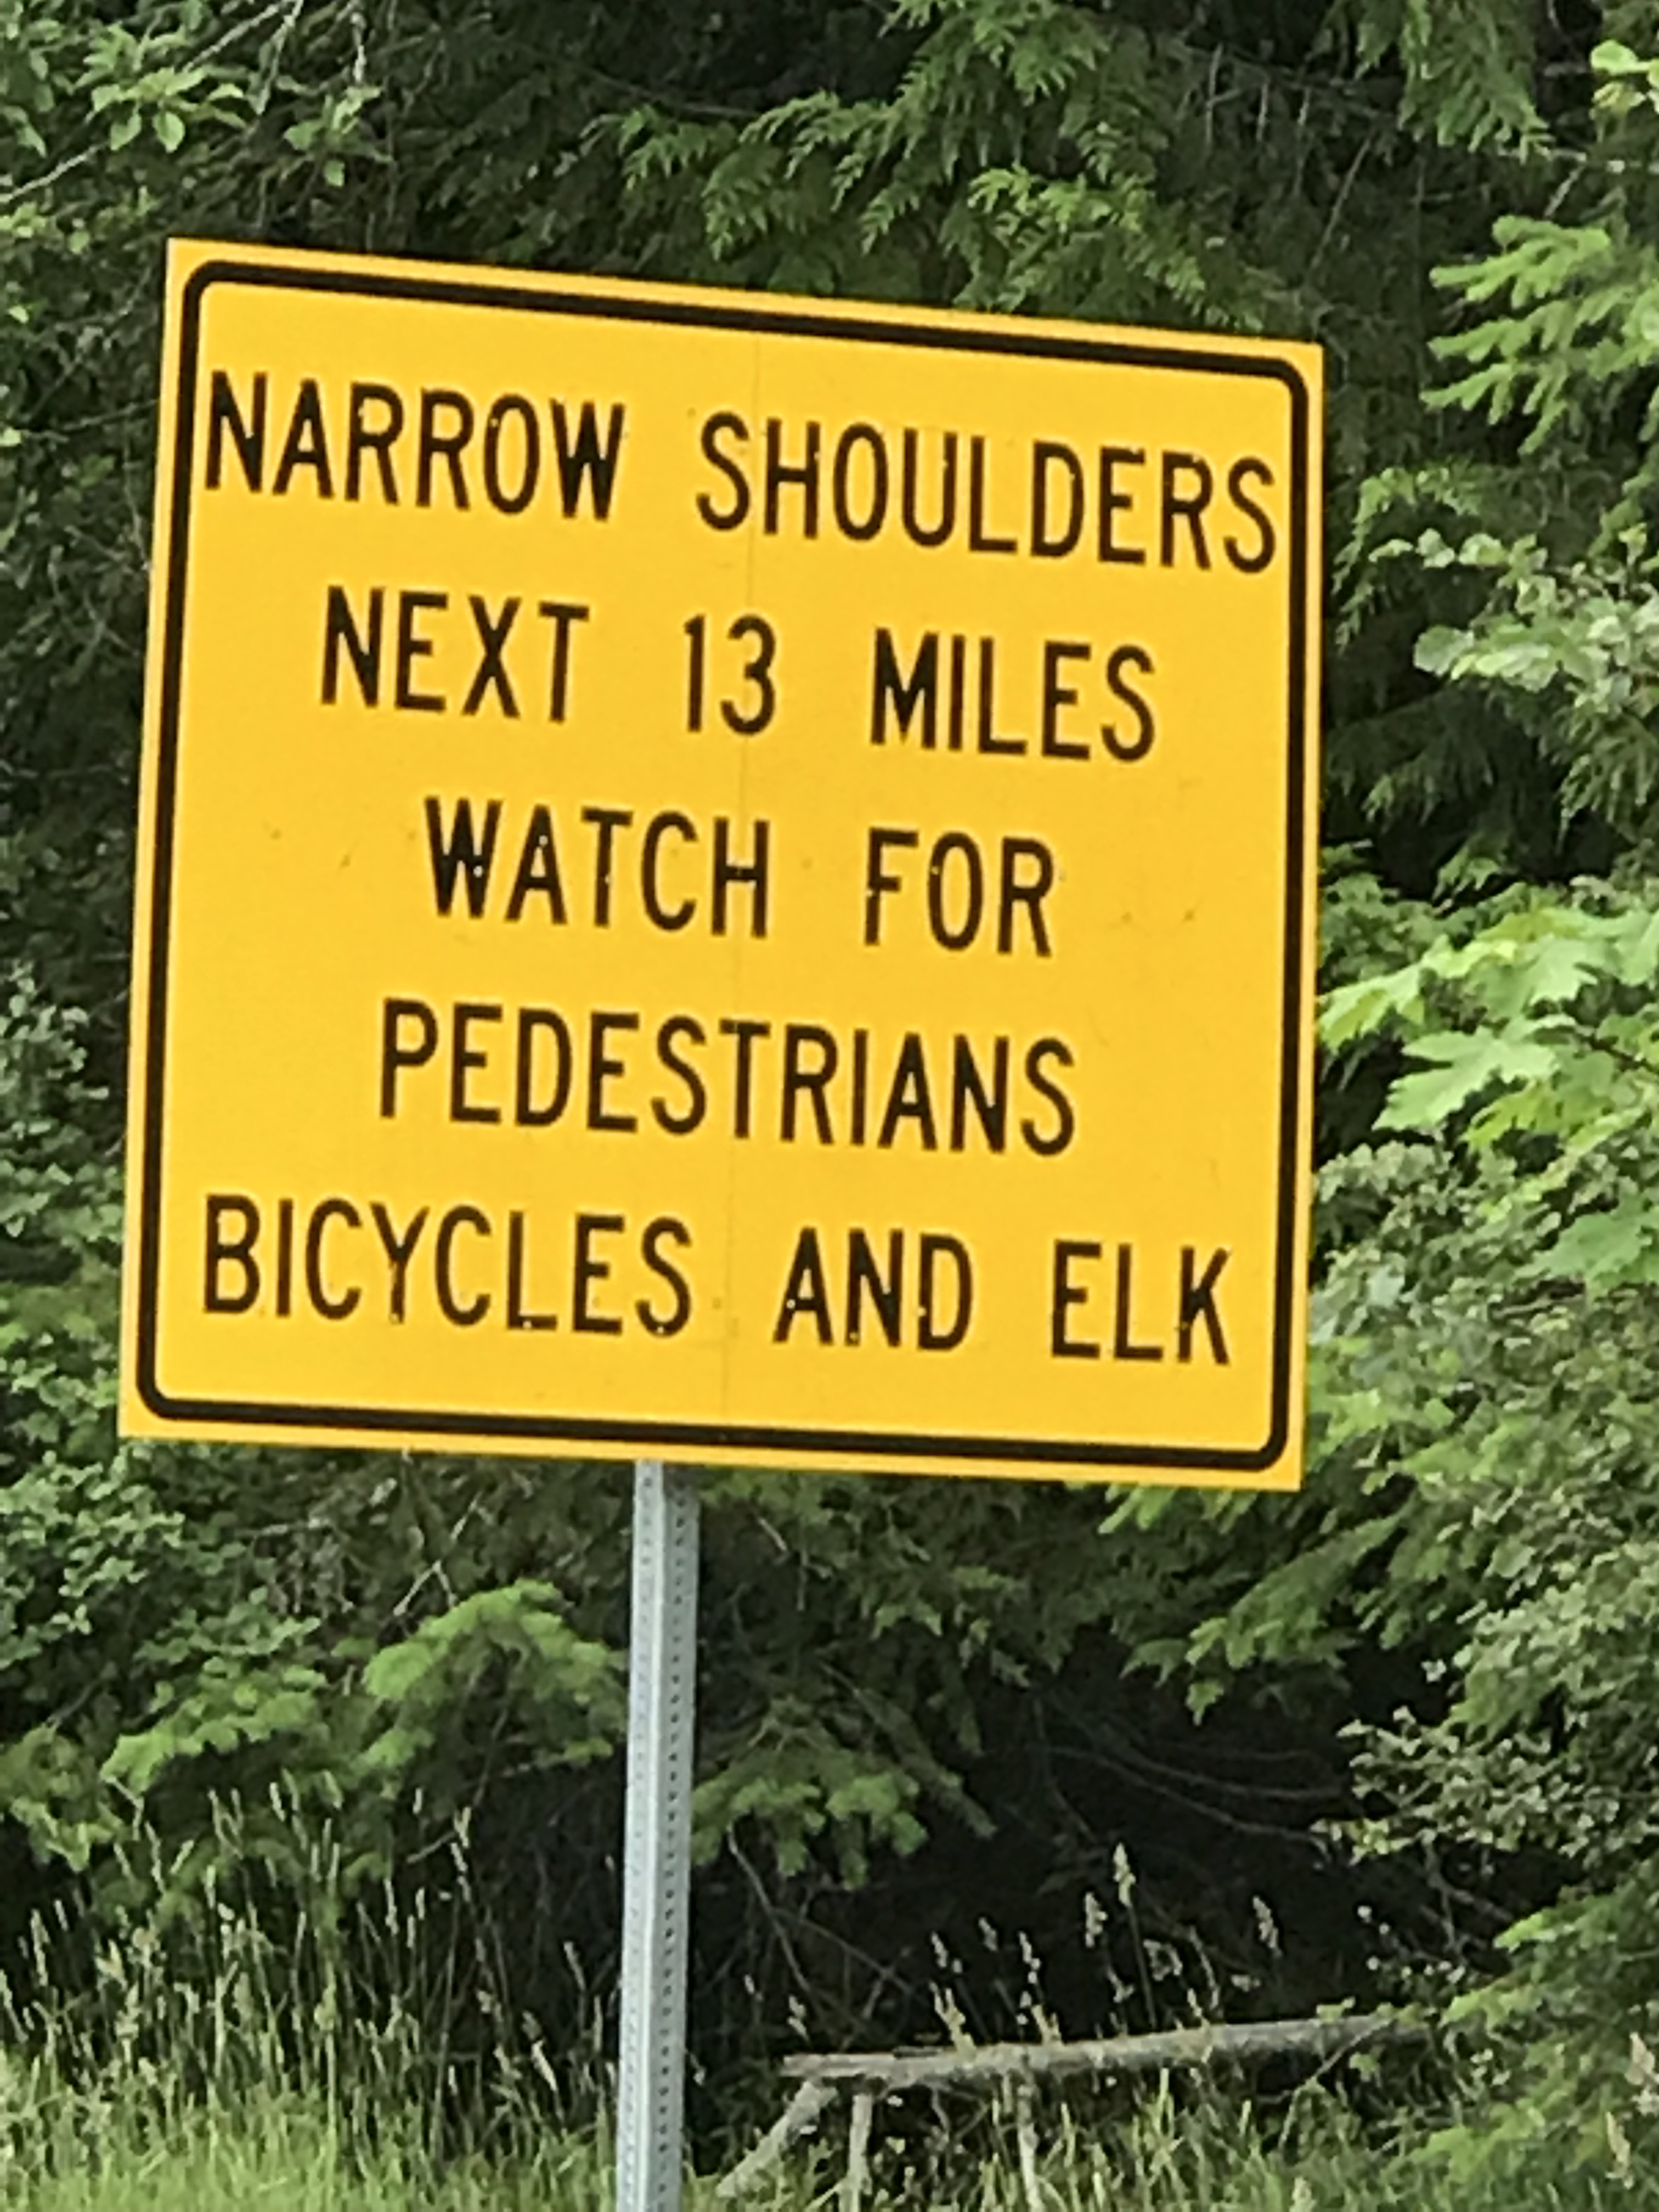 NARROW SHOULDERS
NEXT 13 MILES
WATCH FOR
PEDESTRIANS
BICYCLES AND ELK